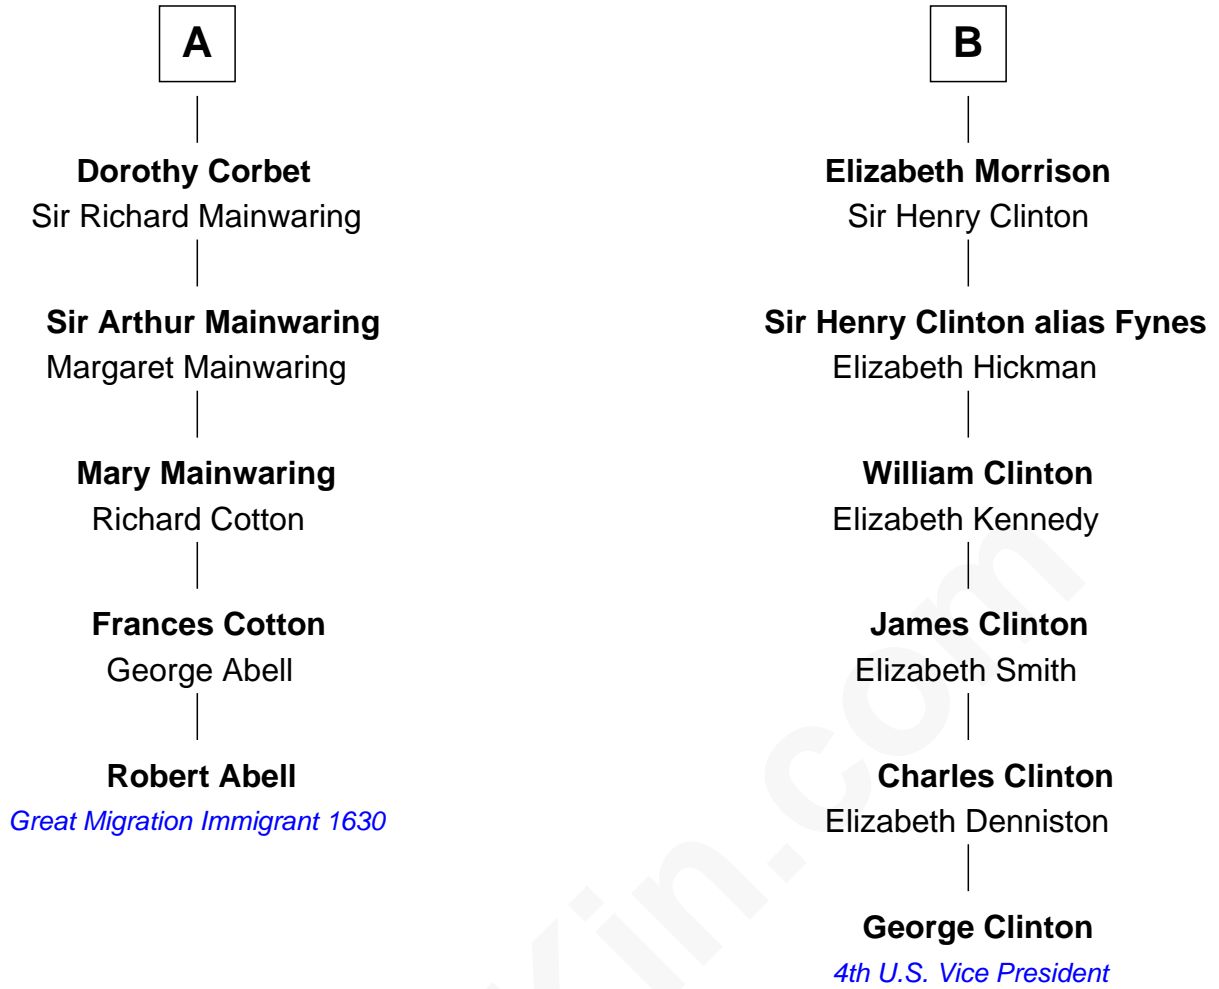 A
Dorothy Corbet
Sir Richard Mainwaring
Sir Arthur Mainwaring
Margaret Mainwaring
Mary Mainwaring
Richard Cotton
Frances Cotton
George Abell
Robert Abell
Great Migration Immigrant 1630
B
Elizabeth Morrison
Sir Henry Clinton
Sir Henry Clinton alias Fynes
Elizabeth Hickman
William Clinton
Elizabeth Kennedy
James Clinton
Elizabeth Smith
Charles Clinton
Elizabeth Denniston
George Clinton
4th U.S. Vice President
Kin.com